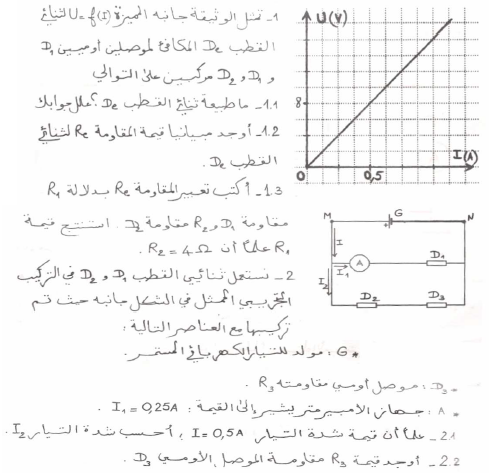 1- تمثل الوثيقة جانبه المميزة U=f(I) لثنائي
القطب De المكافئ لموصلين أوميين D1
و D2 مركبين على التوالي
1.1- ما طبيعة ثنائي القطب De؟ علل جوابك
1.2- أوجد مبيانيا قيمة المقاومة Re لثنائي
القطب De.
1.3- أكتب تعبير المقاومة Re بدلالة R1
مقاومة D1 و R2 مقاومة D2. استنتج قيمة
R1 علما أن R2 = 4Ω.
2- نستعمل ثنائيي القطب D1 و D2 في التركيب
التجريبي الممثل في الشكل جانبه حيث تم
تركيبهما مع العناصر التالية:
* G: مولد للتيار الكهربائي المستمر.
* D3: موصل أومي مقاومته R3.
* A: جهاز الأمبيرمتر يشير إلى القيمة: I1 = 0,25A.
2.1- علما أن قيمة شدة التيار I = 0,5A، أحسب شدة التيار I2.
2.2- أوجد قيمة R3 مقاومة الموصل الأومي D3.
U(V)
8
0
0,5
I(A)
M
G
N
I
A
I1
D1
I2
D2
D3